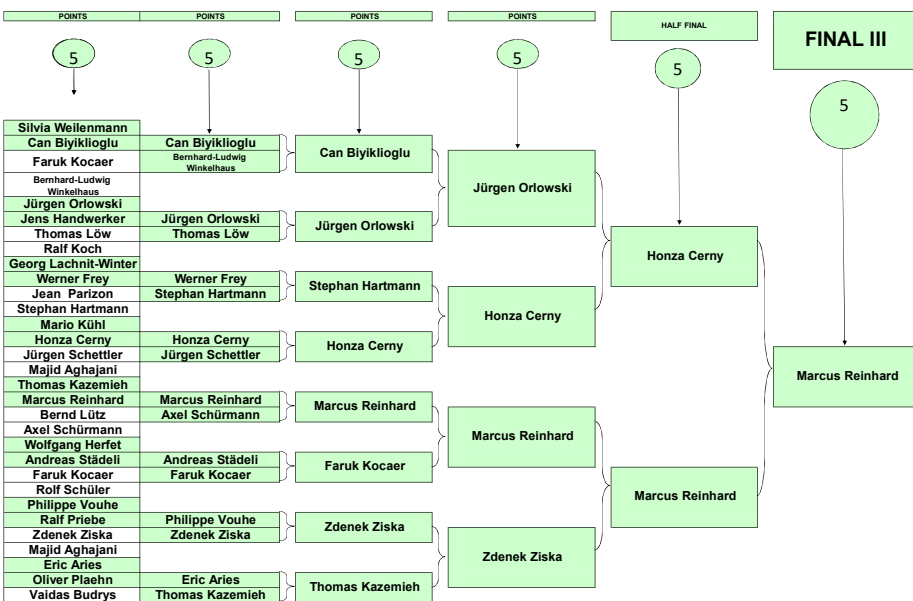 POINTS
POINTS
POINTS
POINTS
HALF FINAL
FINAL III
5
5
5
5
5
5
Silvia Weilenmann
Can Biyiklioglu
Faruk Kocaer
Bernhard-Ludwig
Winkelhaus
Jürgen Orlowski
Jens Handwerker
Thomas Löw
Ralf Koch
Georg Lachnit-Winter
Werner Frey
Jean Parizon
Stephan Hartmann
Mario Kühl
Honza Cerny
Jürgen Schettler
Majid Aghajani
Thomas Kazemieh
Marcus Reinhard
Bernd Lütz
Axel Schürmann
Wolfgang Herfet
Andreas Städeli
Faruk Kocaer
Rolf Schüler
Philippe Vouhe
Ralf Priebe
Zdenek Ziska
Majid Aghajani
Eric Aries
Oliver Plaehn
Vaidas Budrys
Can Biyiklioglu
Bernhard-Ludwig
Winkelhaus
Jürgen Orlowski
Thomas Löw
Werner Frey
Stephan Hartmann
Honza Cerny
Jürgen Schettler
Marcus Reinhard
Axel Schürmann
Andreas Städeli
Faruk Kocaer
Philippe Vouhe
Zdenek Ziska
Eric Aries
Thomas Kazemieh
Can Biyiklioglu
Jürgen Orlowski
Stephan Hartmann
Honza Cerny
Marcus Reinhard
Faruk Kocaer
Zdenek Ziska
Thomas Kazemieh
Jürgen Orlowski
Honza Cerny
Marcus Reinhard
Zdenek Ziska
Honza Cerny
Marcus Reinhard
Marcus Reinhard